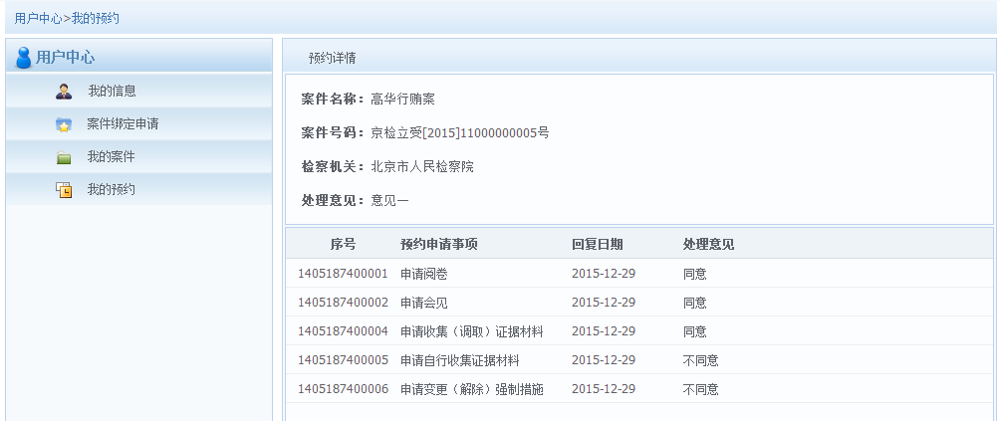 用户中心>我的预约
用户中心
我的信息
案件绑定申请
我的案件
我的预约
预约详情
案件名称：高华行贿案
案件号码：京检立受[2015]11000000005号
检察机关：北京市人民检察院
处理意见：意见一
序号 预约申请事项 回复日期 处理意见
1405187400001 申请阅卷 2015-12-29 同意
1405187400002 申请会见 2015-12-29 同意
1405187400004 申请收集（调取）证据材料 2015-12-29 同意
1405187400005 申请自行收集证据材料 2015-12-29 不同意
1405187400006 申请变更（解除）强制措施 2015-12-29 不同意